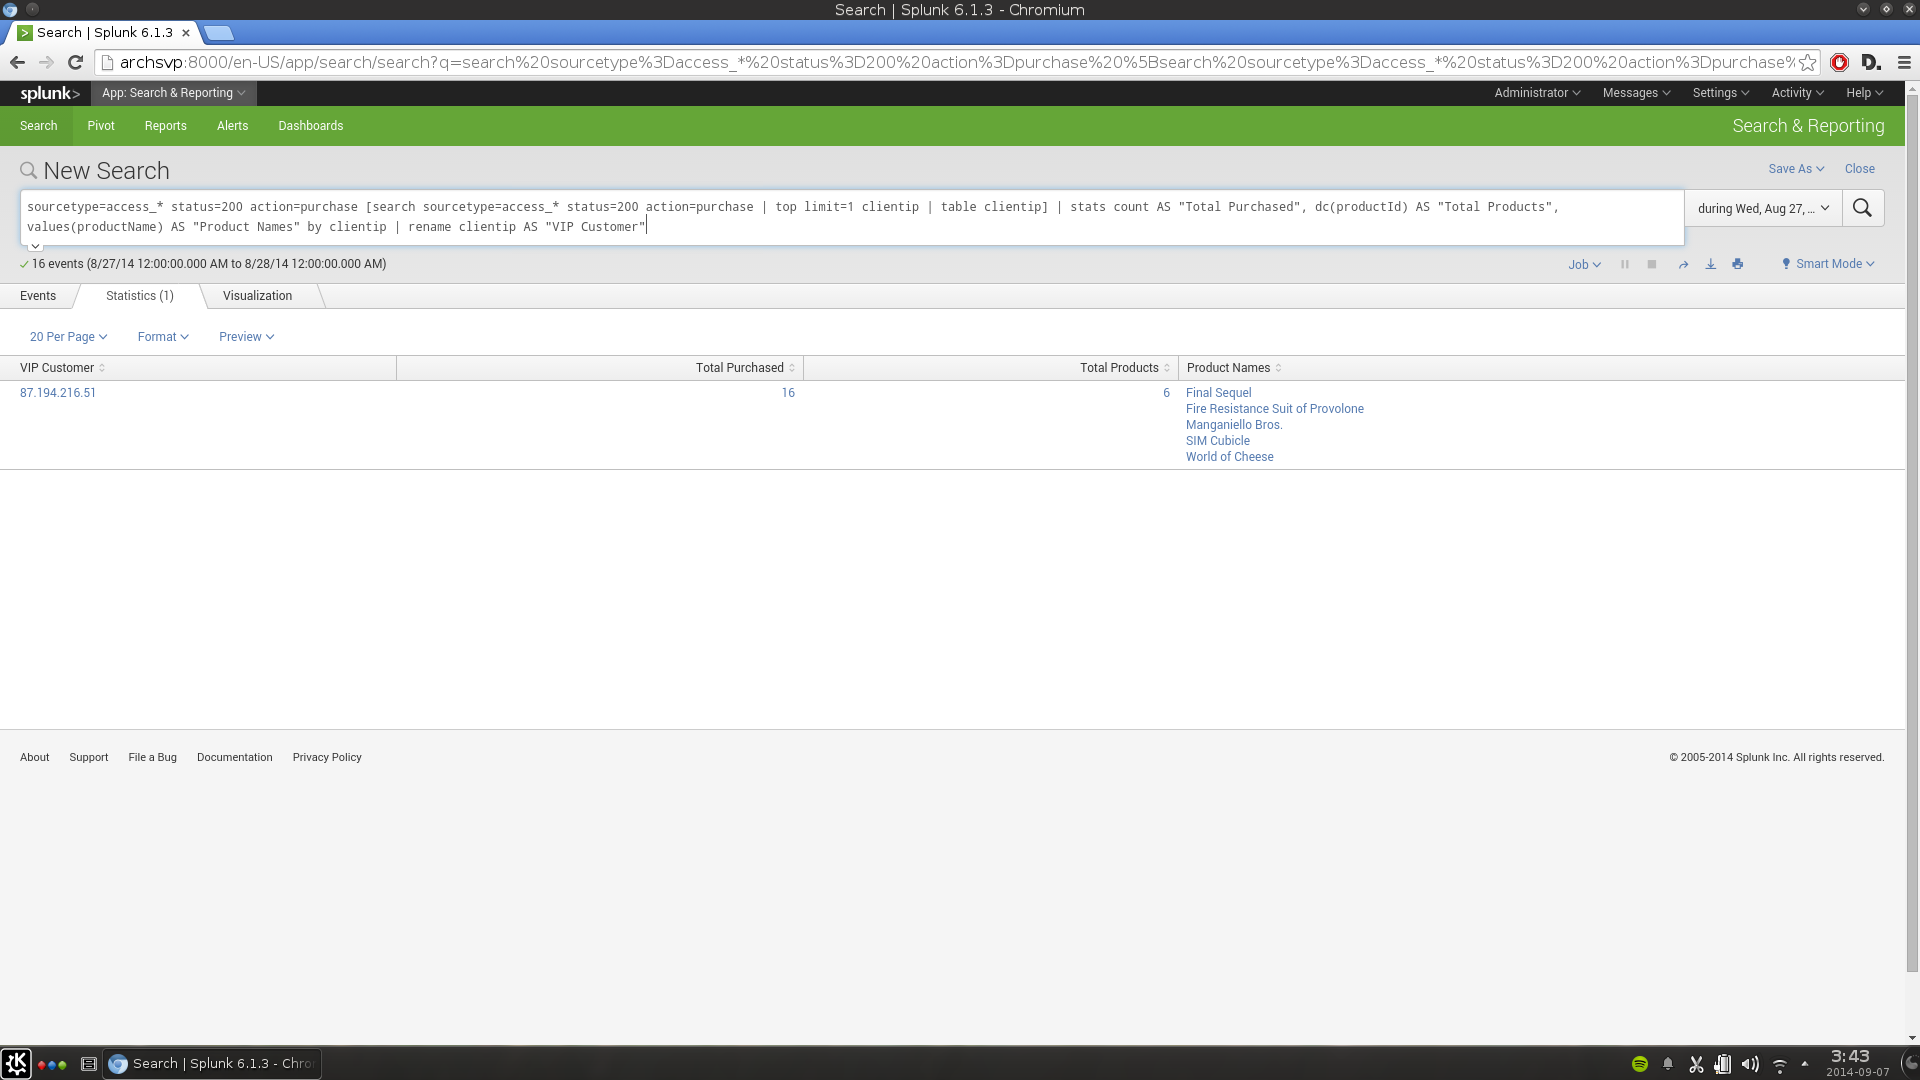 Search | Splunk 6.1.3 - Chromium
Search | Splunk 6.1.3
archsvp:8000/en-US/app/search/search?q=search%20sourcetype%3Daccess_*%20status%3D200%20action%3Dpurchase%20%5Bsearch%20sourcetype%3Daccess_*%20status%3D200%20action%3Dpurchase%
splunk> App: Search & Reporting Administrator Messages Settings Activity Help
Search Pivot Reports Alerts Dashboards Search & Reporting
New Search Save As Close
sourcetype=access_* status=200 action=purchase [search sourcetype=access_* status=200 action=purchase | top limit=1 clientip | table clientip] | stats count AS "Total Purchased", dc(productId) AS "Total Products",
values(productName) AS "Product Names" by clientip | rename clientip AS "VIP Customer"
during Wed, Aug 27, ...
16 events (8/27/14 12:00:00.000 AM to 8/28/14 12:00:00.000 AM) Job Smart Mode
Events Statistics (1) Visualization
20 Per Page Format Preview
VIP Customer Total Purchased Total Products Product Names
87.194.216.51 16 6 Final Sequel
Fire Resistance Suit of Provolone
Manganiello Bros.
SIM Cubicle
World of Cheese
About Support File a Bug Documentation Privacy Policy © 2005-2014 Splunk Inc. All rights reserved.
Search | Splunk 6.1.3 - Chro
3:43
2014-09-07